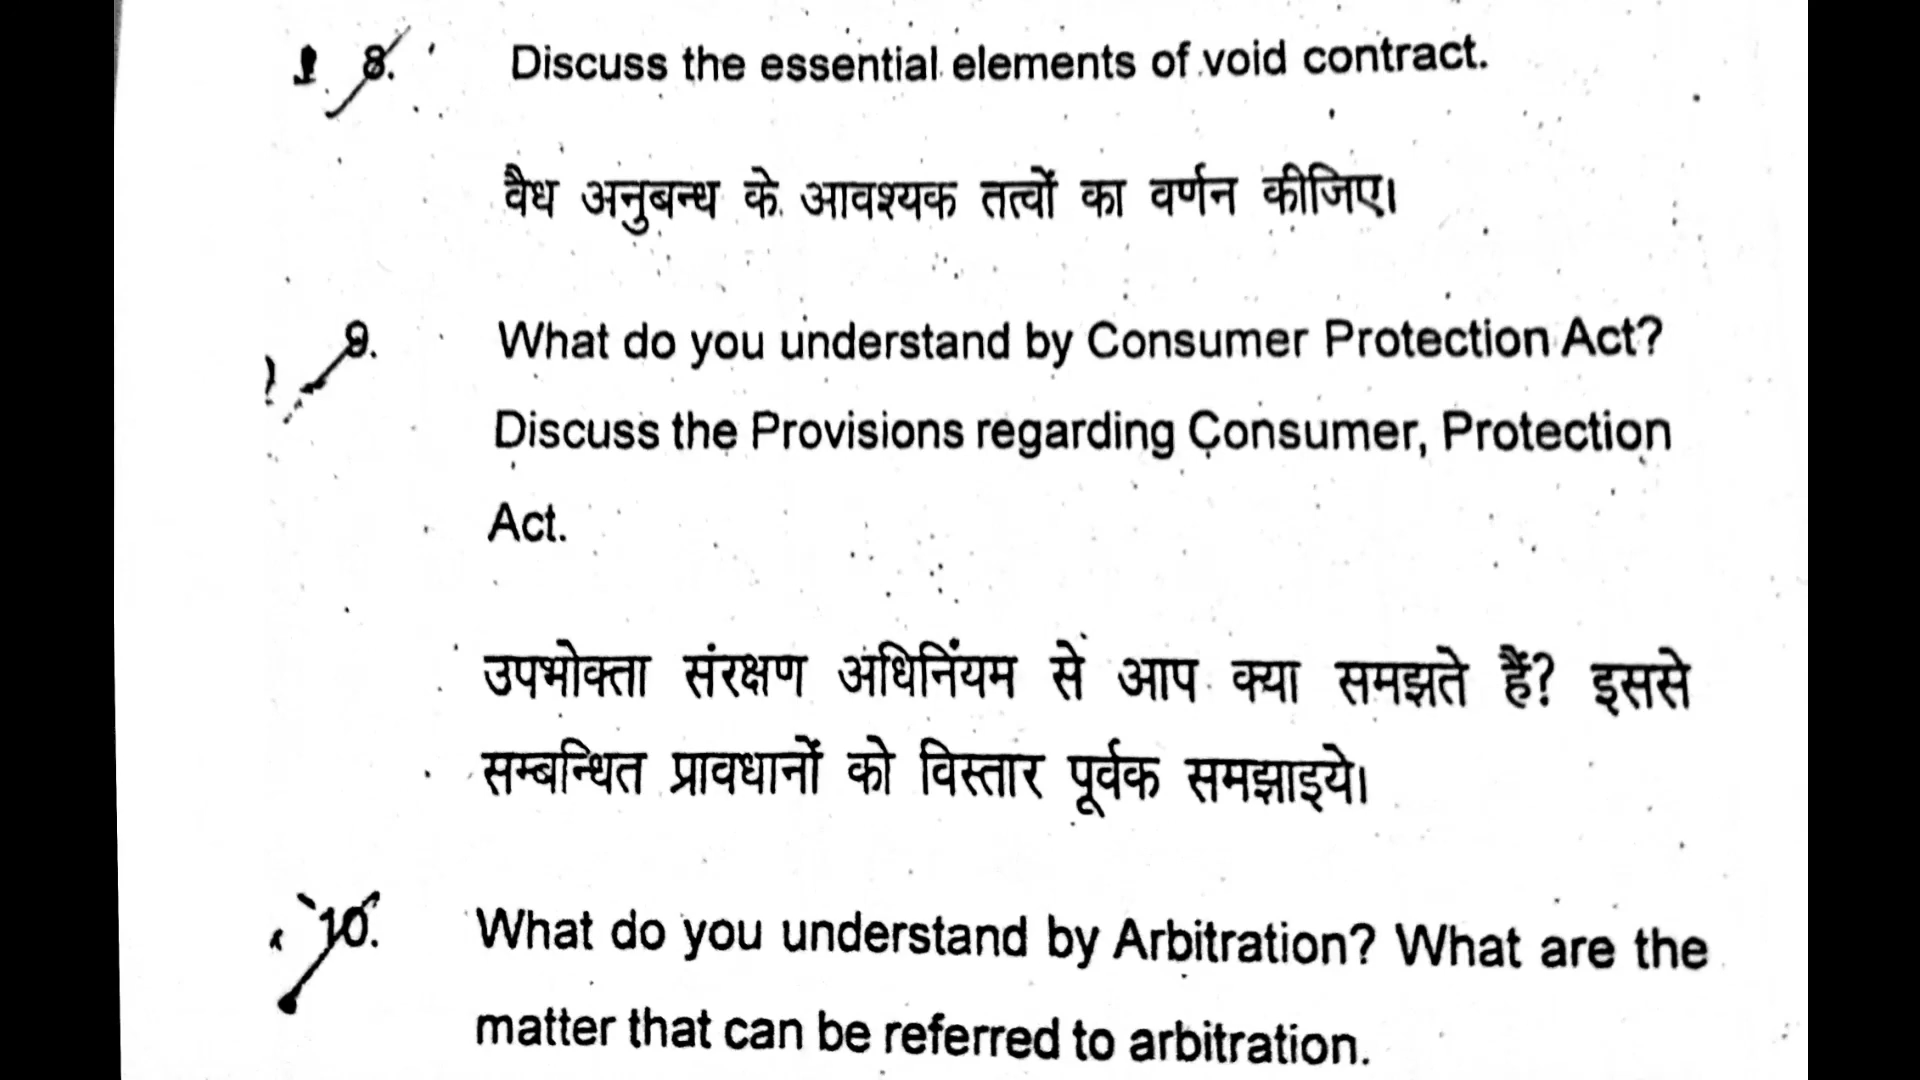 8. Discuss the essential elements of void contract.
वैध अनुबन्ध के आवश्यक तत्वों का वर्णन कीजिए।
9. What do you understand by Consumer Protection Act?
Discuss the Provisions regarding Consumer, Protection
Act.
उपभोक्ता संरक्षण अधिनियम से आप क्या समझते हैं? इससे
सम्बन्धित प्रावधानों को विस्तार पूर्वक समझाइये।
10. What do you understand by Arbitration? What are the
matter that can be referred to arbitration.